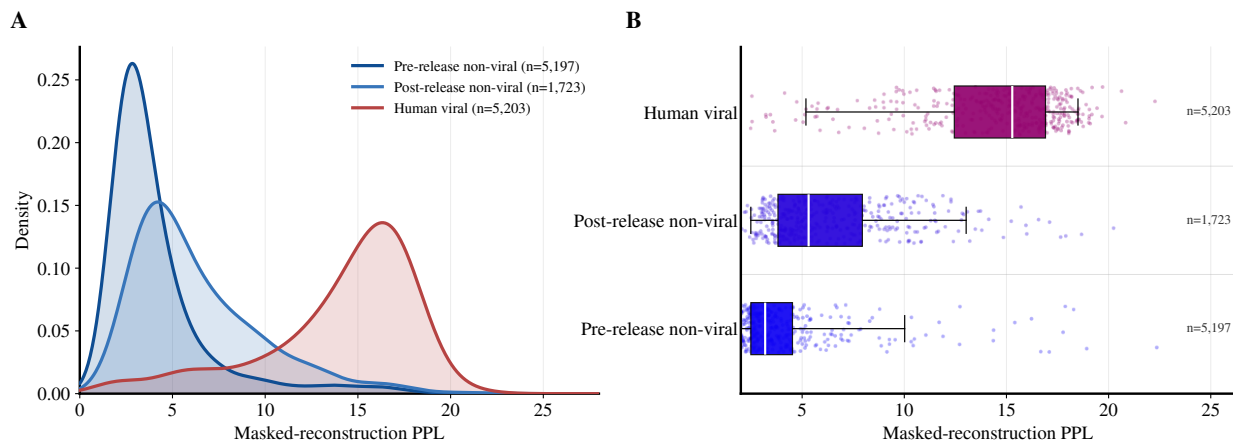 A
Pre-release non-viral (n=5,197)
Post-release non-viral (n=1,723)
Human viral (n=5,203)
Density
0.25
0.20
0.15
0.10
0.05
0.00
0 5 10 15 20 25
Masked-reconstruction PPL
B
Human viral
n=5,203
Post-release non-viral
n=1,723
Pre-release non-viral
n=5,197
5 10 15 20 25
Masked-reconstruction PPL